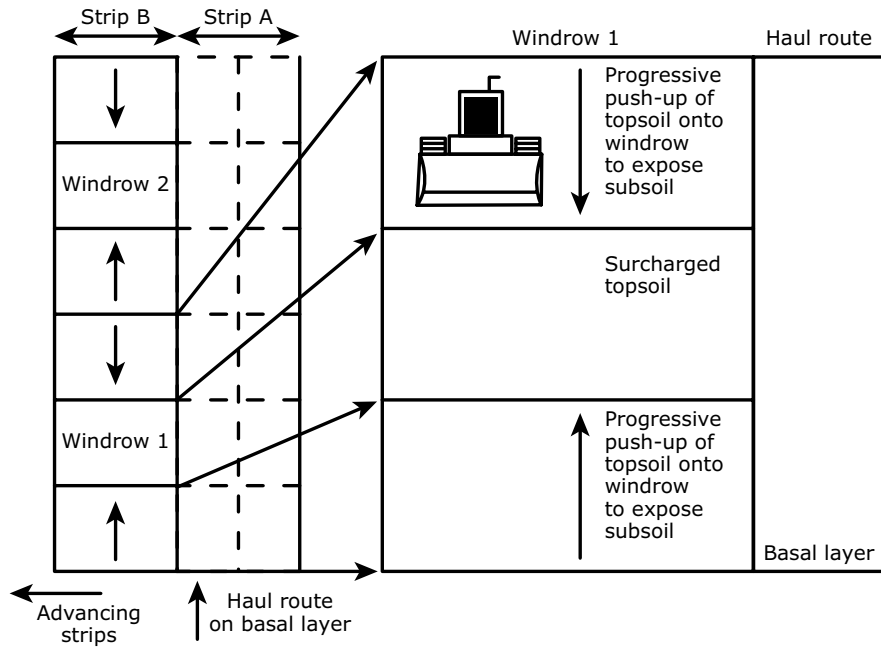 Strip B
Strip A
Windrow 1
Haul route
Progressive
push-up of
topsoil onto
windrow
to expose
subsoil
Windrow 2
Surcharged
topsoil
Windrow 1
Progressive
push-up of
topsoil onto
windrow
to expose
subsoil
Basal layer
Advancing
strips
Haul route
on basal layer